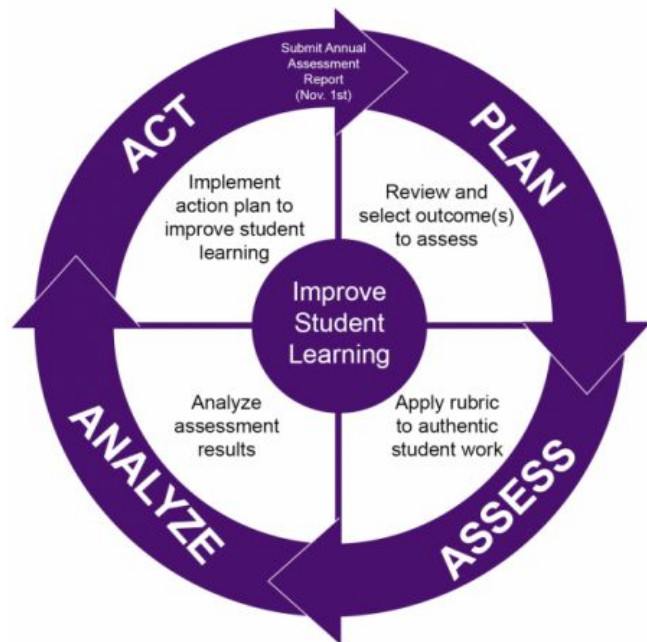 Submit Annual
Assessment
Report
(Nov. 1st)
ACT
PLAN
Implement
action plan to
improve student
learning
Review and
select outcome(s)
to assess
Improve
Student
Learning
Analyze
assessment
results
Apply rubric
to authentic
student work
ANALYZE
ASSESS